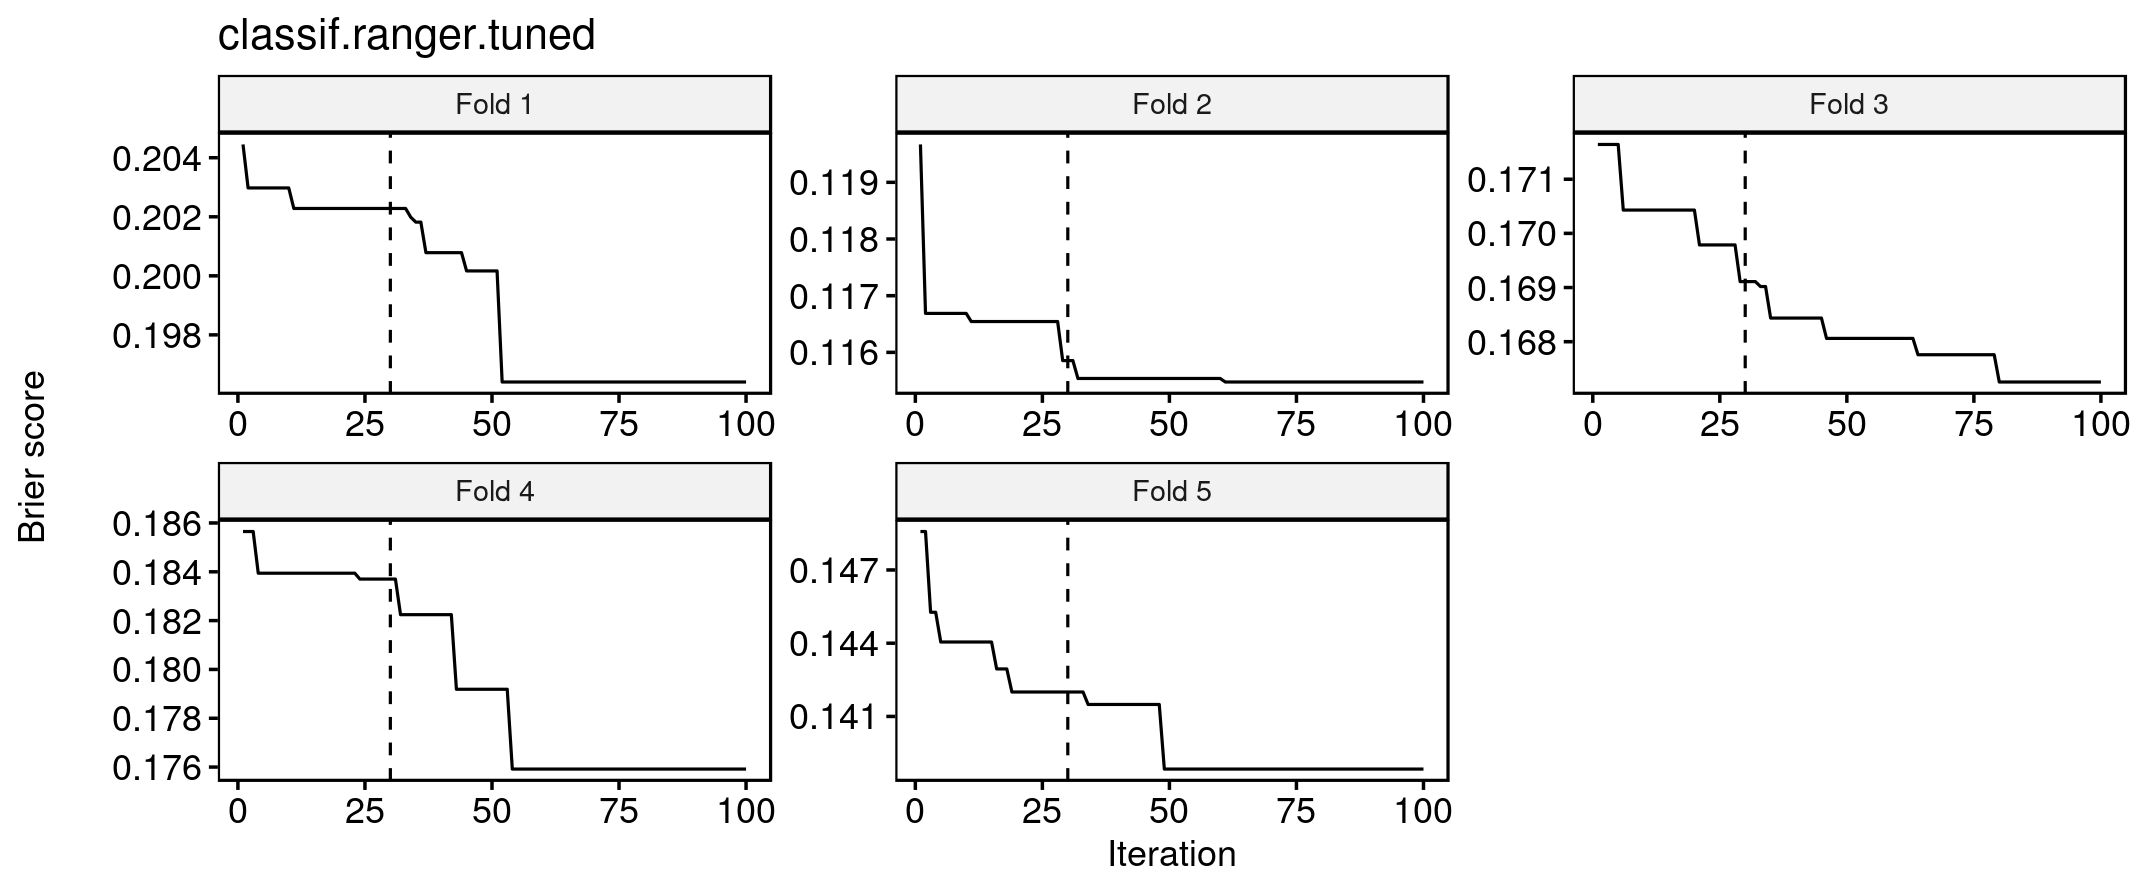 classif.ranger.tuned
Brier score
Fold 1
0.204
0.202
0.200
0.198
0 25 50 75 100
Fold 2
0.119
0.118
0.117
0.116
0 25 50 75 100
Fold 3
0.171
0.170
0.169
0.168
0 25 50 75 100
Fold 4
0.186
0.184
0.182
0.180
0.178
0.176
0 25 50 75 100
Fold 5
0.147
0.144
0.141
0 25 50 75 100
Iteration